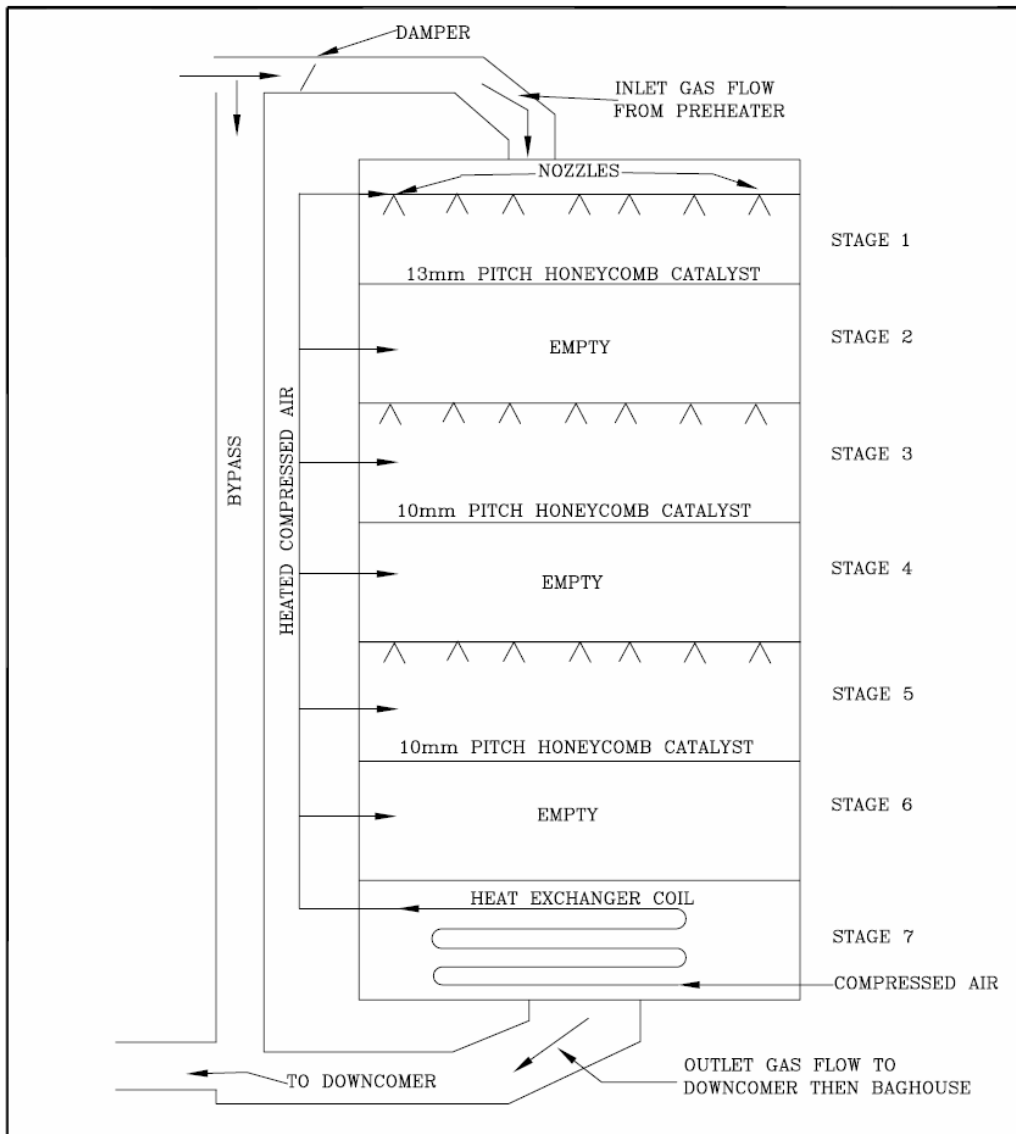 DAMPER
INLET GAS FLOW
FROM PREHEATER
NOZZLES
STAGE 1
13mm PITCH HONEYCOMB CATALYST
STAGE 2
EMPTY
HEATED COMPRESSED AIR
BYPASS
STAGE 3
10mm PITCH HONEYCOMB CATALYST
STAGE 4
EMPTY
STAGE 5
10mm PITCH HONEYCOMB CATALYST
STAGE 6
EMPTY
HEAT EXCHANGER COIL
STAGE 7
COMPRESSED AIR
OUTLET GAS FLOW TO
DOWNCOMER THEN BAGHOUSE
TO DOWNCOMER